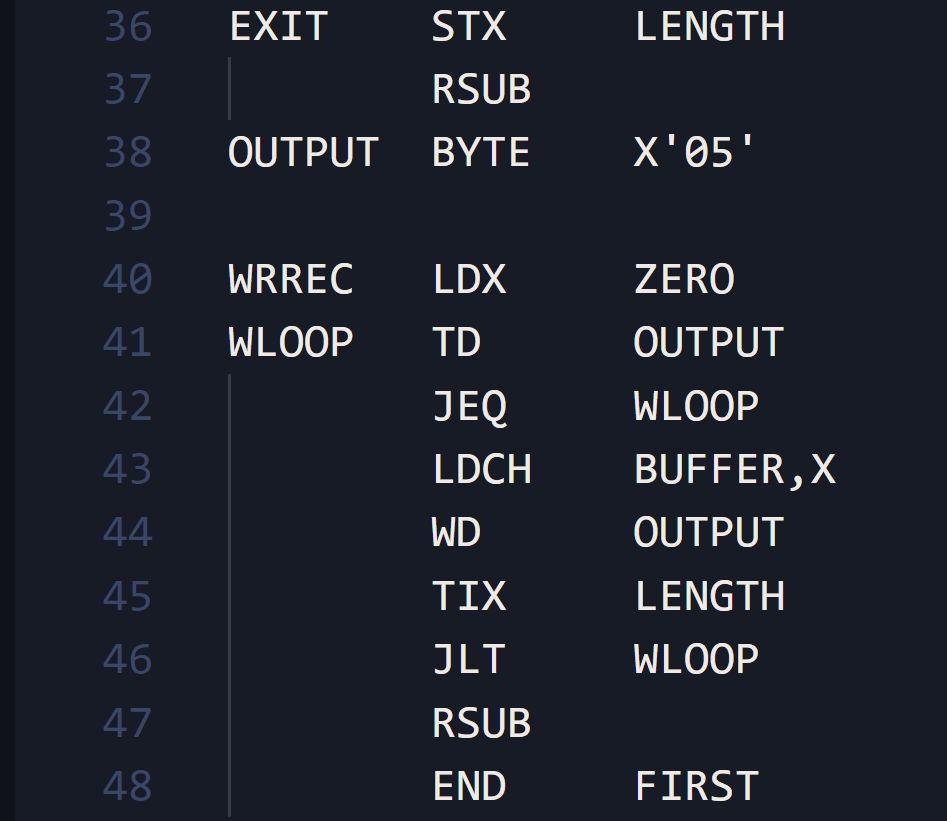 36 EXIT STX LENGTH
37 RSUB
38 OUTPUT BYTE X'05'
39
40 WRREC LDX ZERO
41 WLOOP TD OUTPUT
42 JEQ WLOOP
43 LDCH BUFFER,X
44 WD OUTPUT
45 TIX LENGTH
46 JLT WLOOP
47 RSUB
48 END FIRST